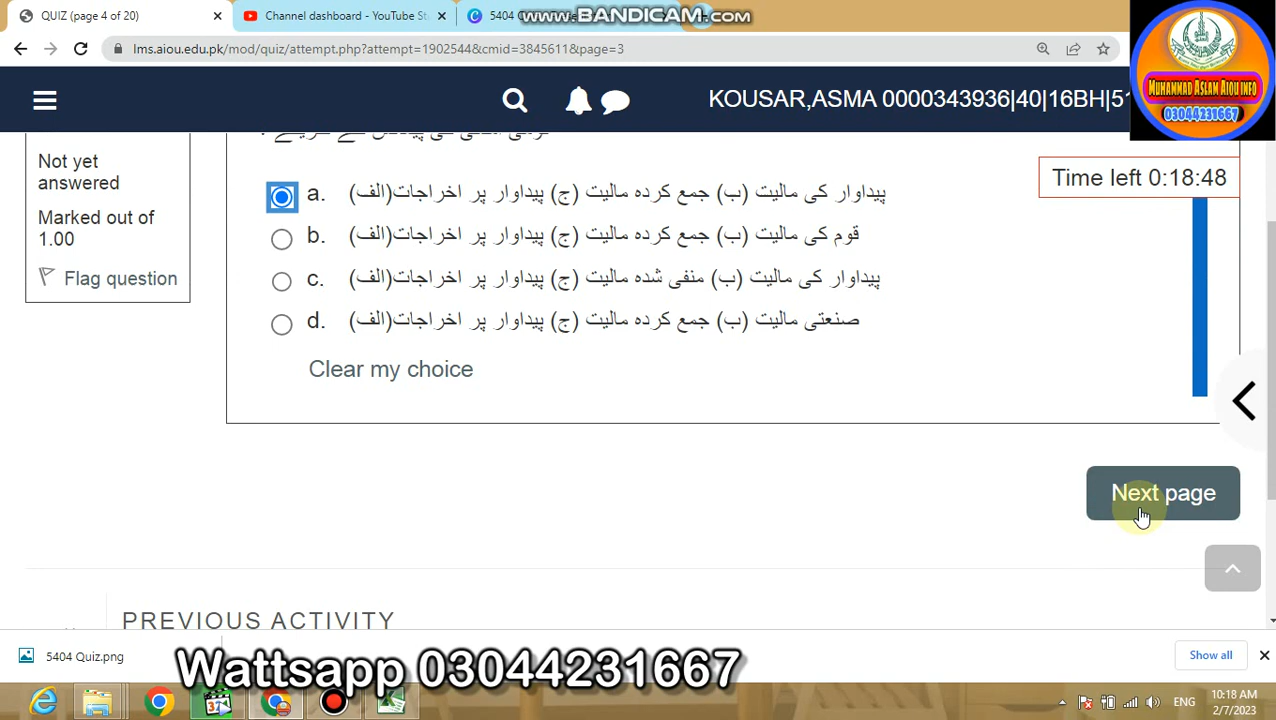 QUIZ (page 4 of 20)
Channel dashboard - YouTube St
5404
WWW.BANDICAM.COM
lms.aiou.edu.pk/mod/quiz/attempt.php?attempt=1902544&cmid=3845611&page=3
KOUSAR,ASMA 0000343936|40|16BH|51
MUHAMMAD ASLAM AIOU INFO
03044231667
Not yet
answered
Marked out of
1.00
Flag question
Time left 0:18:48
a. پیداوار کی مالیت (ب) جمع کردہ مالیت (ج) پیداوار پر اخراجات(الف)
b. قوم کی مالیت (ب) جمع کردہ مالیت (ج) پیداوار پر اخراجات(الف)
c. پیداوار کی مالیت (ب) منفی شدہ مالیت (ج) پیداوار پر اخراجات(الف)
d. صنعتی مالیت (ب) جمع کردہ مالیت (ج) پیداوار پر اخراجات(الف)
Clear my choice
Next page
PREVIOUS ACTIVITY
5404 Quiz.png
Show all
Wattsapp 03044231667
ENG
10:18 AM
2/7/2023